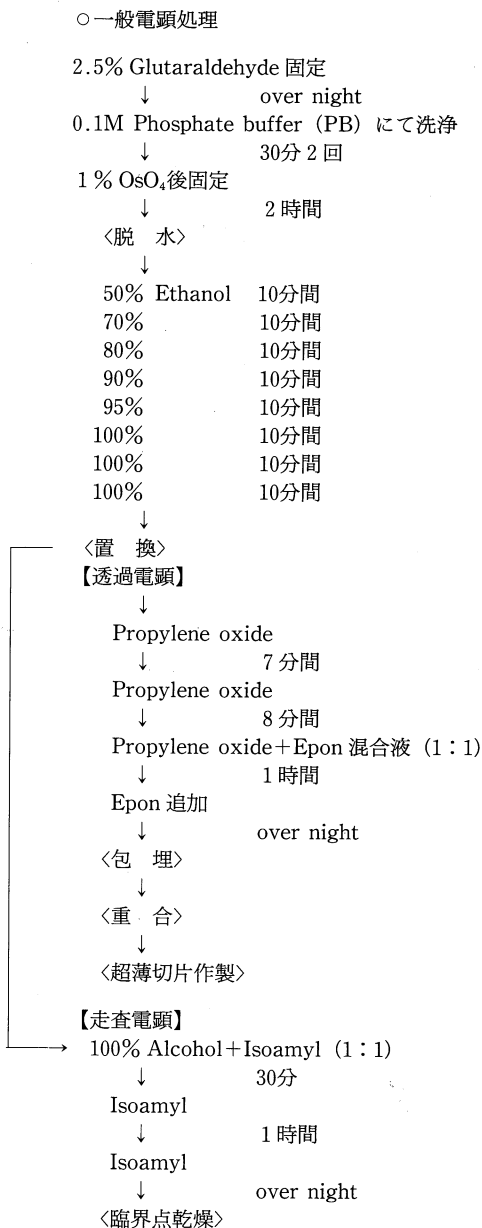 ○一般電顕処理
2.5% Glutaraldehyde 固定
↓ over night
0.1M Phosphate buffer（PB）にて洗浄
↓ 30分2回
1% OsO₄後固定
↓ 2時間
〈脱　水〉
↓
50% Ethanol 10分間
70% 10分間
80% 10分間
90% 10分間
95% 10分間
100% 10分間
100% 10分間
100% 10分間
↓
〈置　換〉
【透過電顕】
↓
Propylene oxide
↓ 7分間
Propylene oxide
↓ 8分間
Propylene oxide＋Epon 混合液（1：1）
↓ 1時間
Epon 追加
↓ over night
〈包　埋〉
↓
〈重　合〉
↓
〈超薄切片作製〉
【走査電顕】
100% Alcohol＋Isoamyl（1：1）
↓ 30分
Isoamyl
↓ 1時間
Isoamyl
↓ over night
〈臨界点乾燥〉